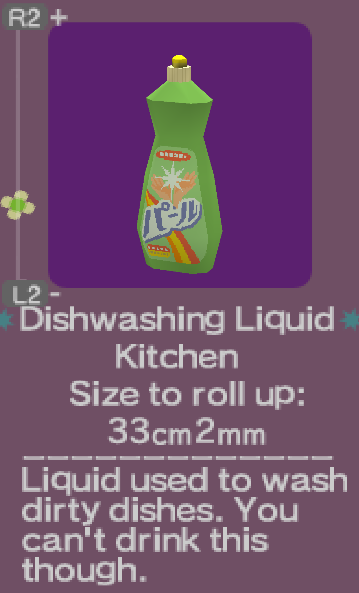 R2 +
パール
L2 -
Dishwashing Liquid
Kitchen
Size to roll up:
33cm2mm
Liquid used to wash
dirty dishes. You
can't drink this
though.